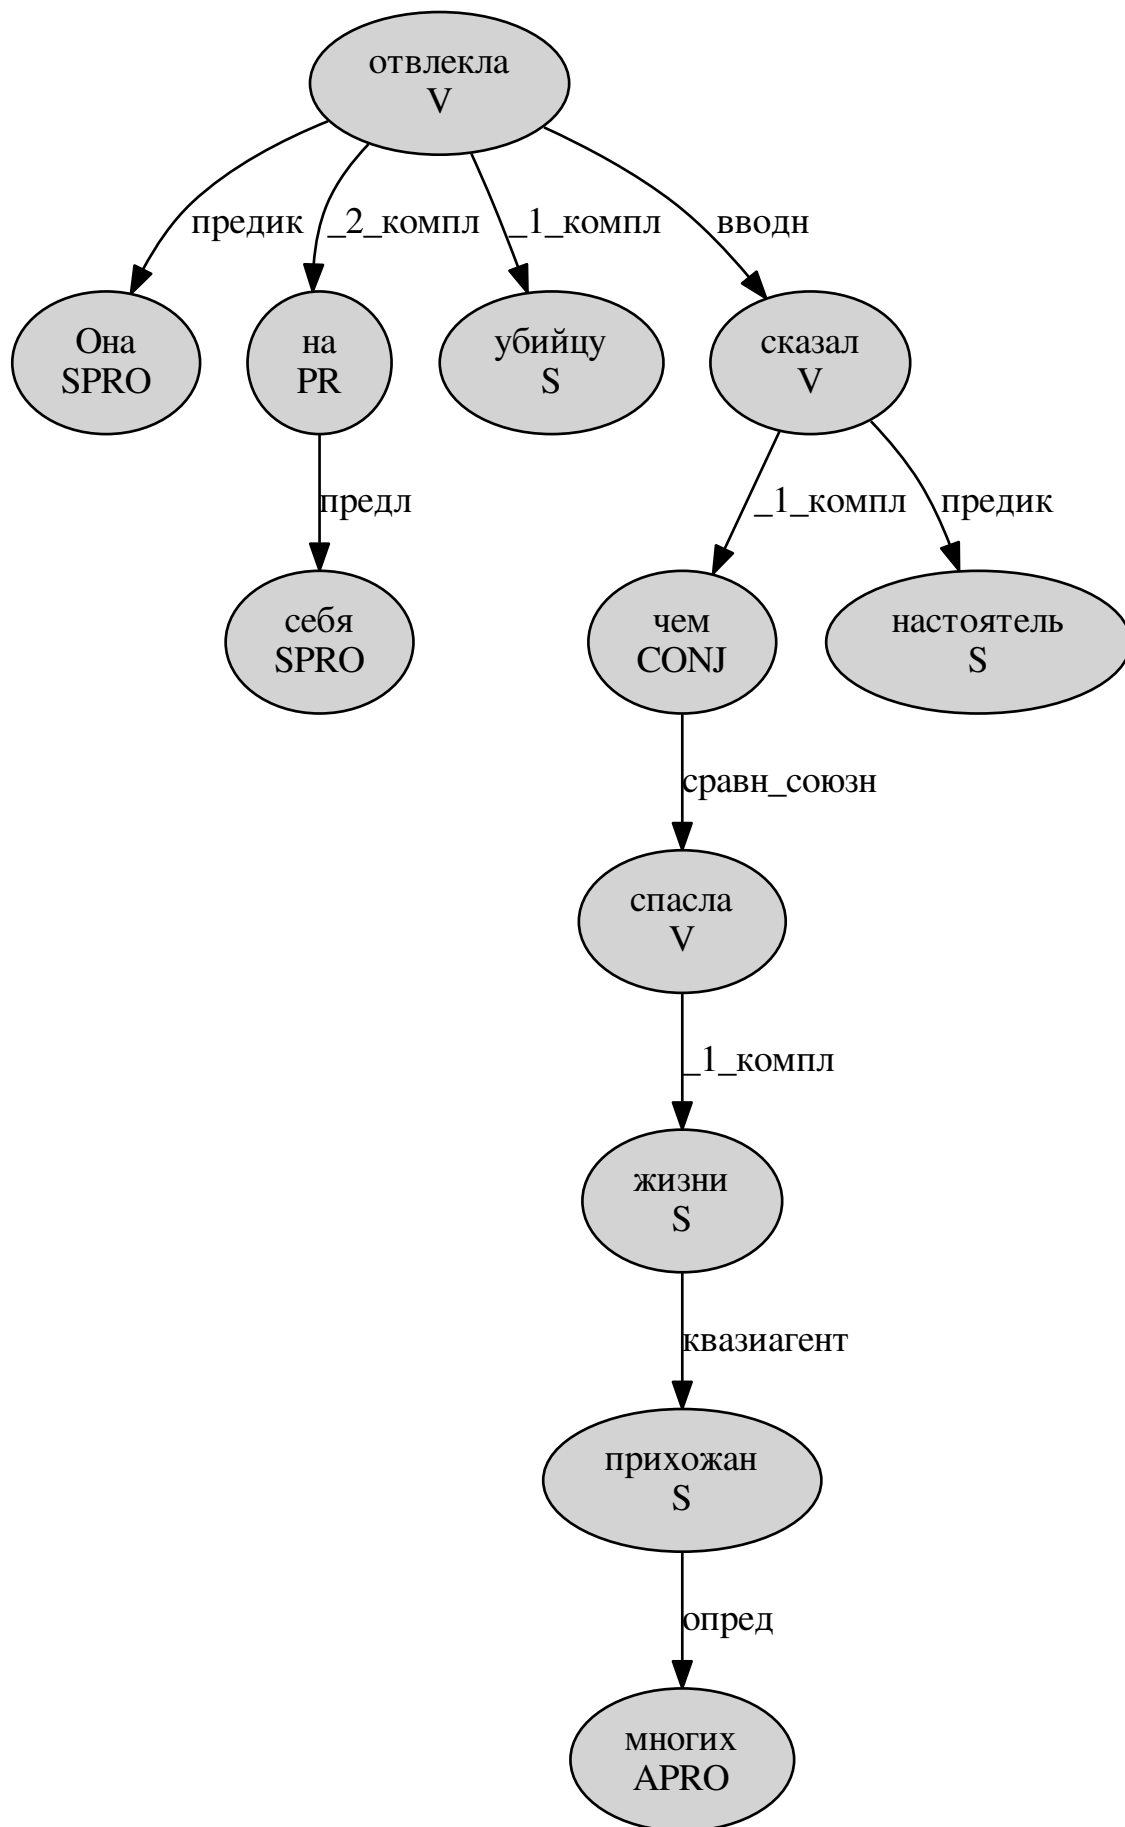 отвлекла
V
предик
_2_компл
_1_компл
вводн
Она
SPRO
на
PR
убийцу
S
сказал
V
предл
_1_компл
предик
себя
SPRO
чем
CONJ
настоятель
S
сравн_союзн
спасла
V
_1_компл
жизни
S
квазиагент
прихожан
S
опред
многих
APRO